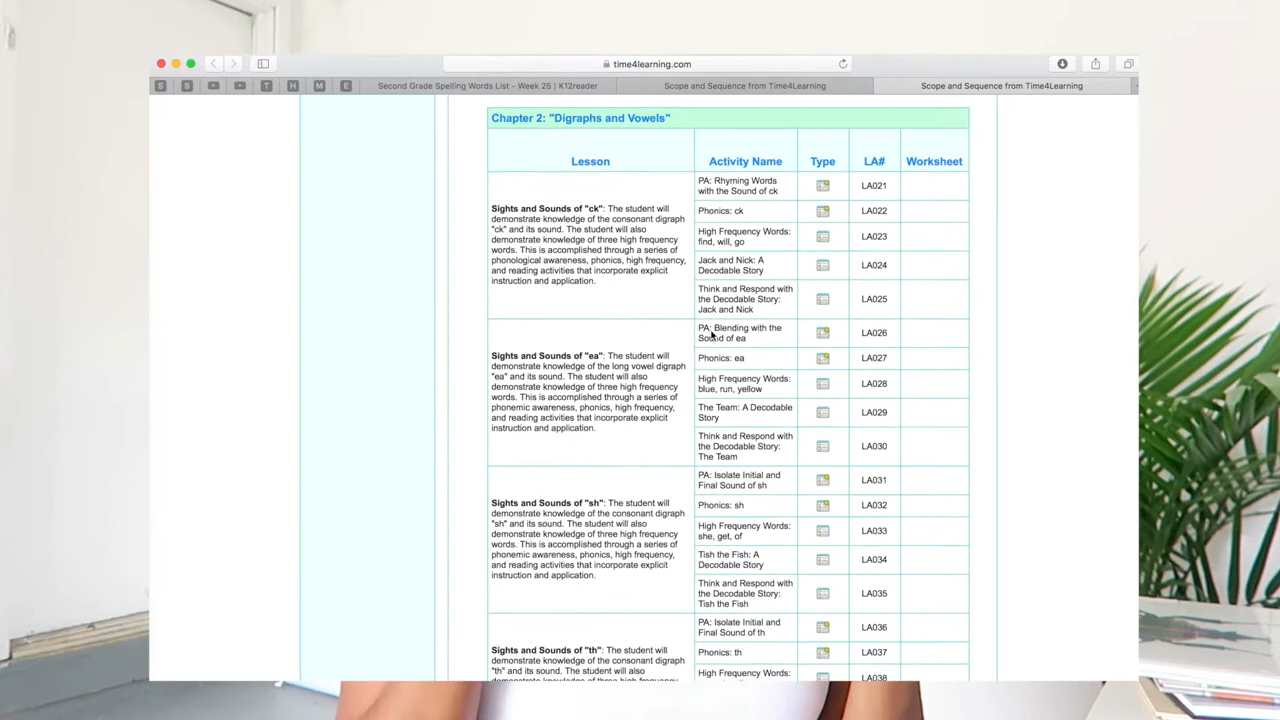 time4learning.com
S
S
T
H
M
E
Second Grade Spelling Words List - Week 25 | K12reader
Scope and Sequence from Time4Learning
Scope and Sequence from Time4Learning
Chapter 2: "Digraphs and Vowels"
Lesson
Activity Name
Type
LA#
Worksheet
Sights and Sounds of "ck": The student will
demonstrate knowledge of the consonant digraph
"ck" and its sound. The student will also
demonstrate knowledge of three high frequency
words. This is accomplished through a series of
phonological awareness, phonics, high frequency,
and reading activities that incorporate explicit
instruction and application.
PA: Rhyming Words
with the Sound of ck
LA021
Phonics: ck
LA022
High Frequency Words:
find, will, go
LA023
Jack and Nick: A
Decodable Story
LA024
Think and Respond with
the Decodable Story:
Jack and Nick
LA025
Sights and Sounds of "ea": The student will
demonstrate knowledge of the long vowel digraph
"ea" and its sound. The student will also
demonstrate knowledge of three high frequency
words. This is accomplished through a series of
phonemic awareness, phonics, high frequency,
and reading activities that incorporate explicit
instruction and application.
PA: Blending with the
Sound of ea
LA026
Phonics: ea
LA027
High Frequency Words:
blue, run, yellow
LA028
The Team: A Decodable
Story
LA029
Think and Respond with
the Decodable Story:
The Team
LA030
Sights and Sounds of "sh": The student will
demonstrate knowledge of the consonant digraph
"sh" and its sound. The student will also
demonstrate knowledge of three high frequency
words. This is accomplished through a series of
phonemic awareness, phonics, high frequency,
and reading activities that incorporate explicit
instruction and application.
PA: Isolate Initial and
Final Sound of sh
LA031
Phonics: sh
LA032
High Frequency Words:
she, get, of
LA033
Tish the Fish: A
Decodable Story
LA034
Think and Respond with
the Decodable Story:
Tish the Fish
LA035
Sights and Sounds of "th": The student will
demonstrate knowledge of the consonant digraph
"th" and its sound. The student will also
demonstrate knowledge of three high frequency
PA: Isolate Initial and
Final Sound of th
LA036
Phonics: th
LA037
High Frequency Words:
LA038